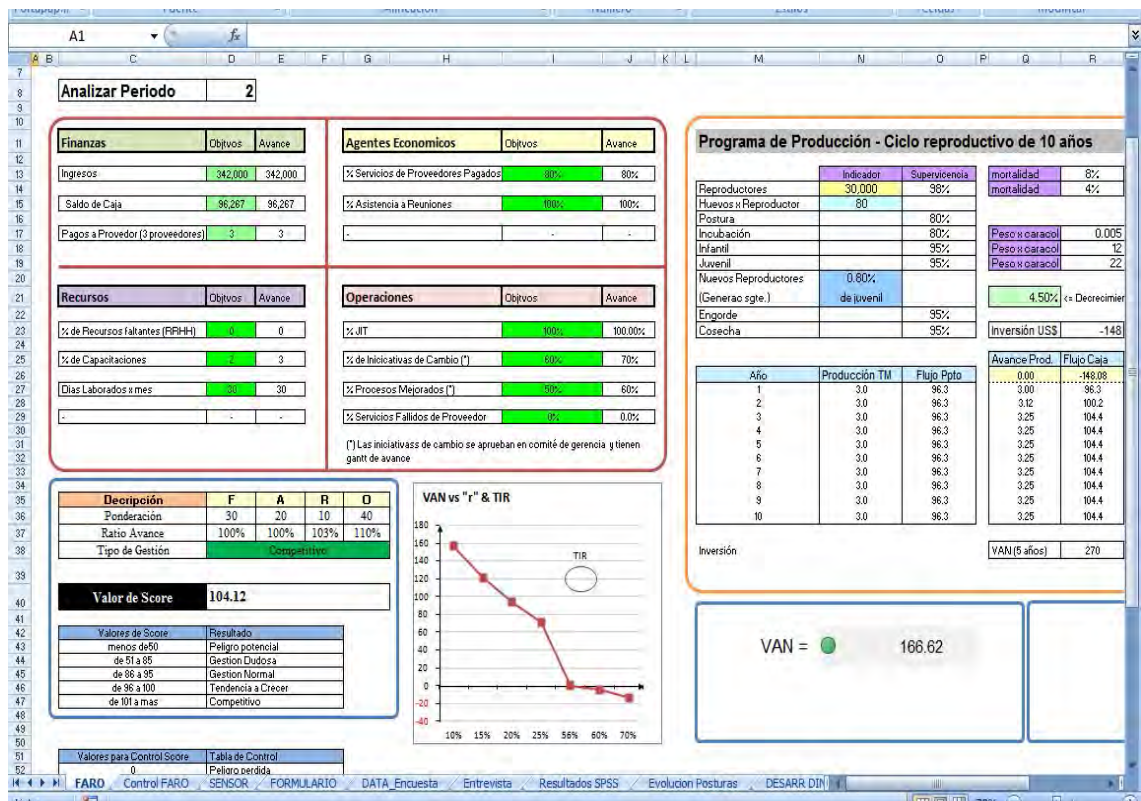 A1 fx
A B C D E F G H I J K L M N O P Q R
Analizar Periodo 2
Finanzas Objtvos Avance
Ingresos 342,000 342,000
Saldo de Caja 96,267 96,267
Pagos a Provedor (3 proveedores) 3 3
Agentes Economicos Objtvos Avance
% Servicios de Proveedores Pagados 80% 80%
% Asistencia a Reuniones 100% 100%
- - -
Recursos Objtvos Avance
% de Recursos faltantes (RRHH) 0 0
% de Capacitaciones 2 3
Dias Laborados x mes 30 30
- - -
Operaciones Objtvos Avance
% JIT 100% 100.00%
% de Iniciativas de Cambio (*) 60% 70%
% Procesos Mejorados (*) 50% 60%
% Servicios Fallidos de Proveedor 0% 0.0%
(*) Las iniciativass de cambio se aprueban en comité de gerencia y tienen
gantt de avance
Programa de Producción - Ciclo reproductivo de 10 años
Indicador Supervicencia
Reproductores 30,000 98%
Huevos x Reproductor 80
Postura 80%
Incubación 80%
Infantil 95%
Juvenil 95%
Nuevos Reproductores 0.80%
(Generac sgte.) de juvenil
Engorde 95%
Cosecha 95%
mortalidad 8%
mortalidad 4%
Peso x caracol 0.005
Peso x caracol 12
Peso x caracol 22
4.50% <= Decrecimier
Inversión US$ -148
Año Producción TM Flujo Ppto Avance Prod. Flujo Caja
0.00 -148.08
1 3.0 96.3 3.00 96.3
2 3.0 96.3 3.12 100.2
3 3.0 96.3 3.25 104.4
4 3.0 96.3 3.25 104.4
5 3.0 96.3 3.25 104.4
6 3.0 96.3 3.25 104.4
7 3.0 96.3 3.25 104.4
8 3.0 96.3 3.25 104.4
9 3.0 96.3 3.25 104.4
10 3.0 96.3 3.25 104.4
Inversión VAN (5 años) 270
Decripción F A R O
Ponderación 30 20 10 40
Ratio Avance 100% 100% 103% 110%
Tipo de Gestión Competitivo
Valor de Score 104.12
Valores de Score Resultado
menos de50 Peligro potencial
de 51 a 85 Gestion Dudosa
de 86 a 95 Gestion Normal
de 96 a 100 Tendencia a Crecer
de 101 a mas Competitivo
Valores para Control Score Tabla de Control
0 Peligro perdida
VAN vs "r" & TIR
180
160
140
120
100
80
60
40
20
0
-20
-40
10% 15% 20% 25% 56% 60% 70%
TIR
VAN = 166.62
FARO Control FARO SENSOR FORMULARIO DATA_Encuesta Entrevista Resultados SPSS Evolucion Posturas DESARR DIN